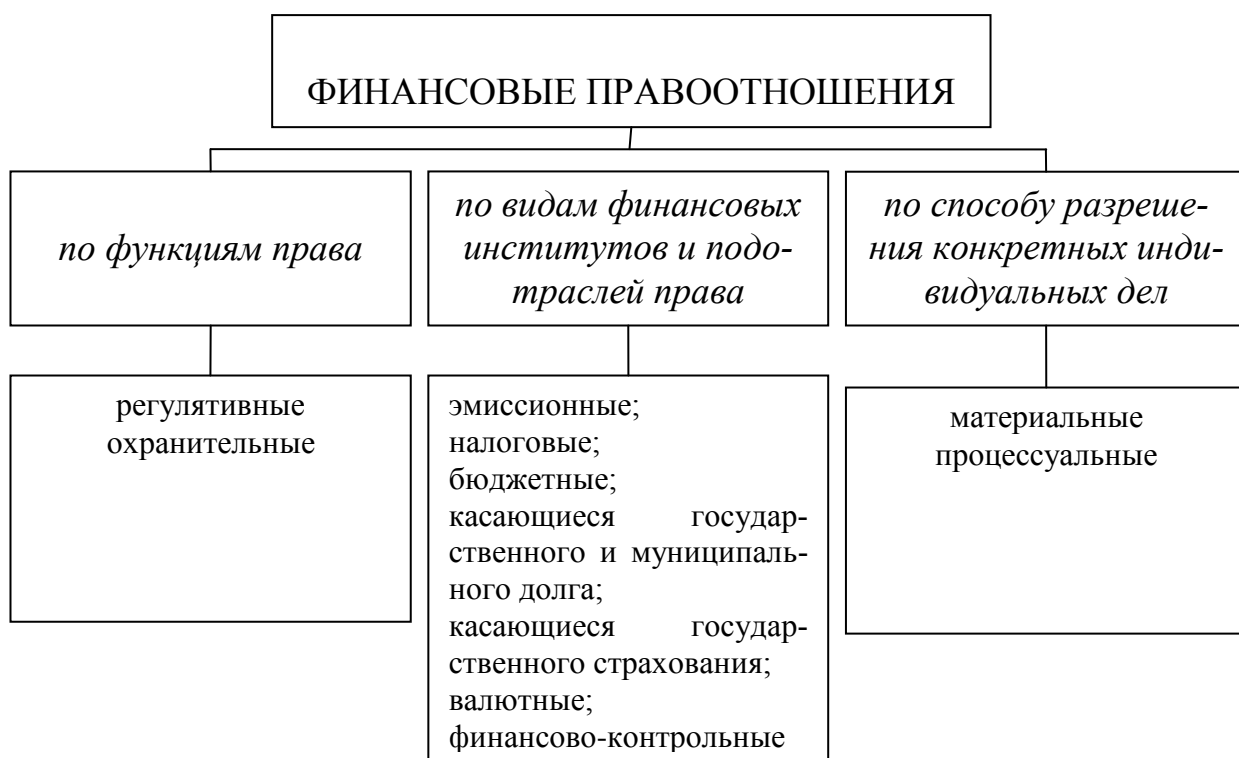 ФИНАНСОВЫЕ ПРАВООТНОШЕНИЯ
по функциям права
по видам финансовых
институтов и подо-
траслей права
по способу разреше-
ния конкретных инди-
видуальных дел
регулятивные
охранительные
эмиссионные;
налоговые;
бюджетные;
касающиеся государ-
ственного и муниципаль-
ного долга;
касающиеся государ-
ственного страхования;
валютные;
финансово-контрольные
материальные
процессуальные